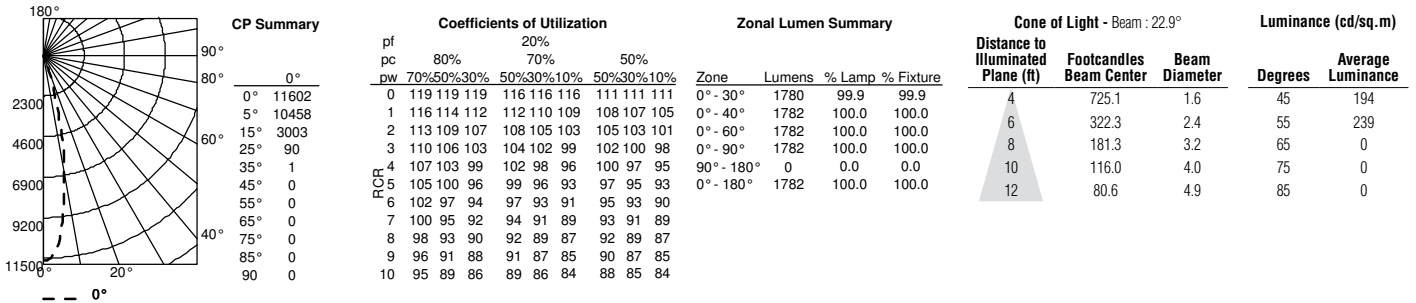 180°
90°
80°
60°
40°
20°
0°
2300
4600
6900
9200
11500
0°
CP Summary
0°
0° 11602
5° 10458
15° 3003
25° 90
35° 1
45° 0
55° 0
65° 0
75° 0
85° 0
90 0
Coefficients of Utilization
pf 20%
pc 80% 70% 50%
pw 70%50%30% 50%30%10% 50%30%10%
RCR
0 119 119 119 116 116 116 111 111 111
1 116 114 112 112 110 109 108 107 105
2 113 109 107 108 105 103 105 103 101
3 110 106 103 104 102 99 102 100 98
4 107 103 99 102 98 96 100 97 95
5 105 100 96 99 96 93 97 95 93
6 102 97 94 97 93 91 95 93 90
7 100 95 92 94 91 89 93 91 89
8 98 93 90 92 89 87 92 89 87
9 96 91 88 91 87 85 90 87 85
10 95 89 86 89 86 84 88 85 84
Zonal Lumen Summary
Zone Lumens % Lamp % Fixture
0° - 30° 1780 99.9 99.9
0° - 40° 1782 100.0 100.0
0° - 60° 1782 100.0 100.0
0° - 90° 1782 100.0 100.0
90° - 180° 0 0.0 0.0
0° - 180° 1782 100.0 100.0
Cone of Light - Beam : 22.9°
Distance to Illuminated Plane (ft) Footcandles Beam Center Beam Diameter
4 725.1 1.6
6 322.3 2.4
8 181.3 3.2
10 116.0 4.0
12 80.6 4.9
Luminance (cd/sq.m)
Degrees Average Luminance
45 194
55 239
65 0
75 0
85 0